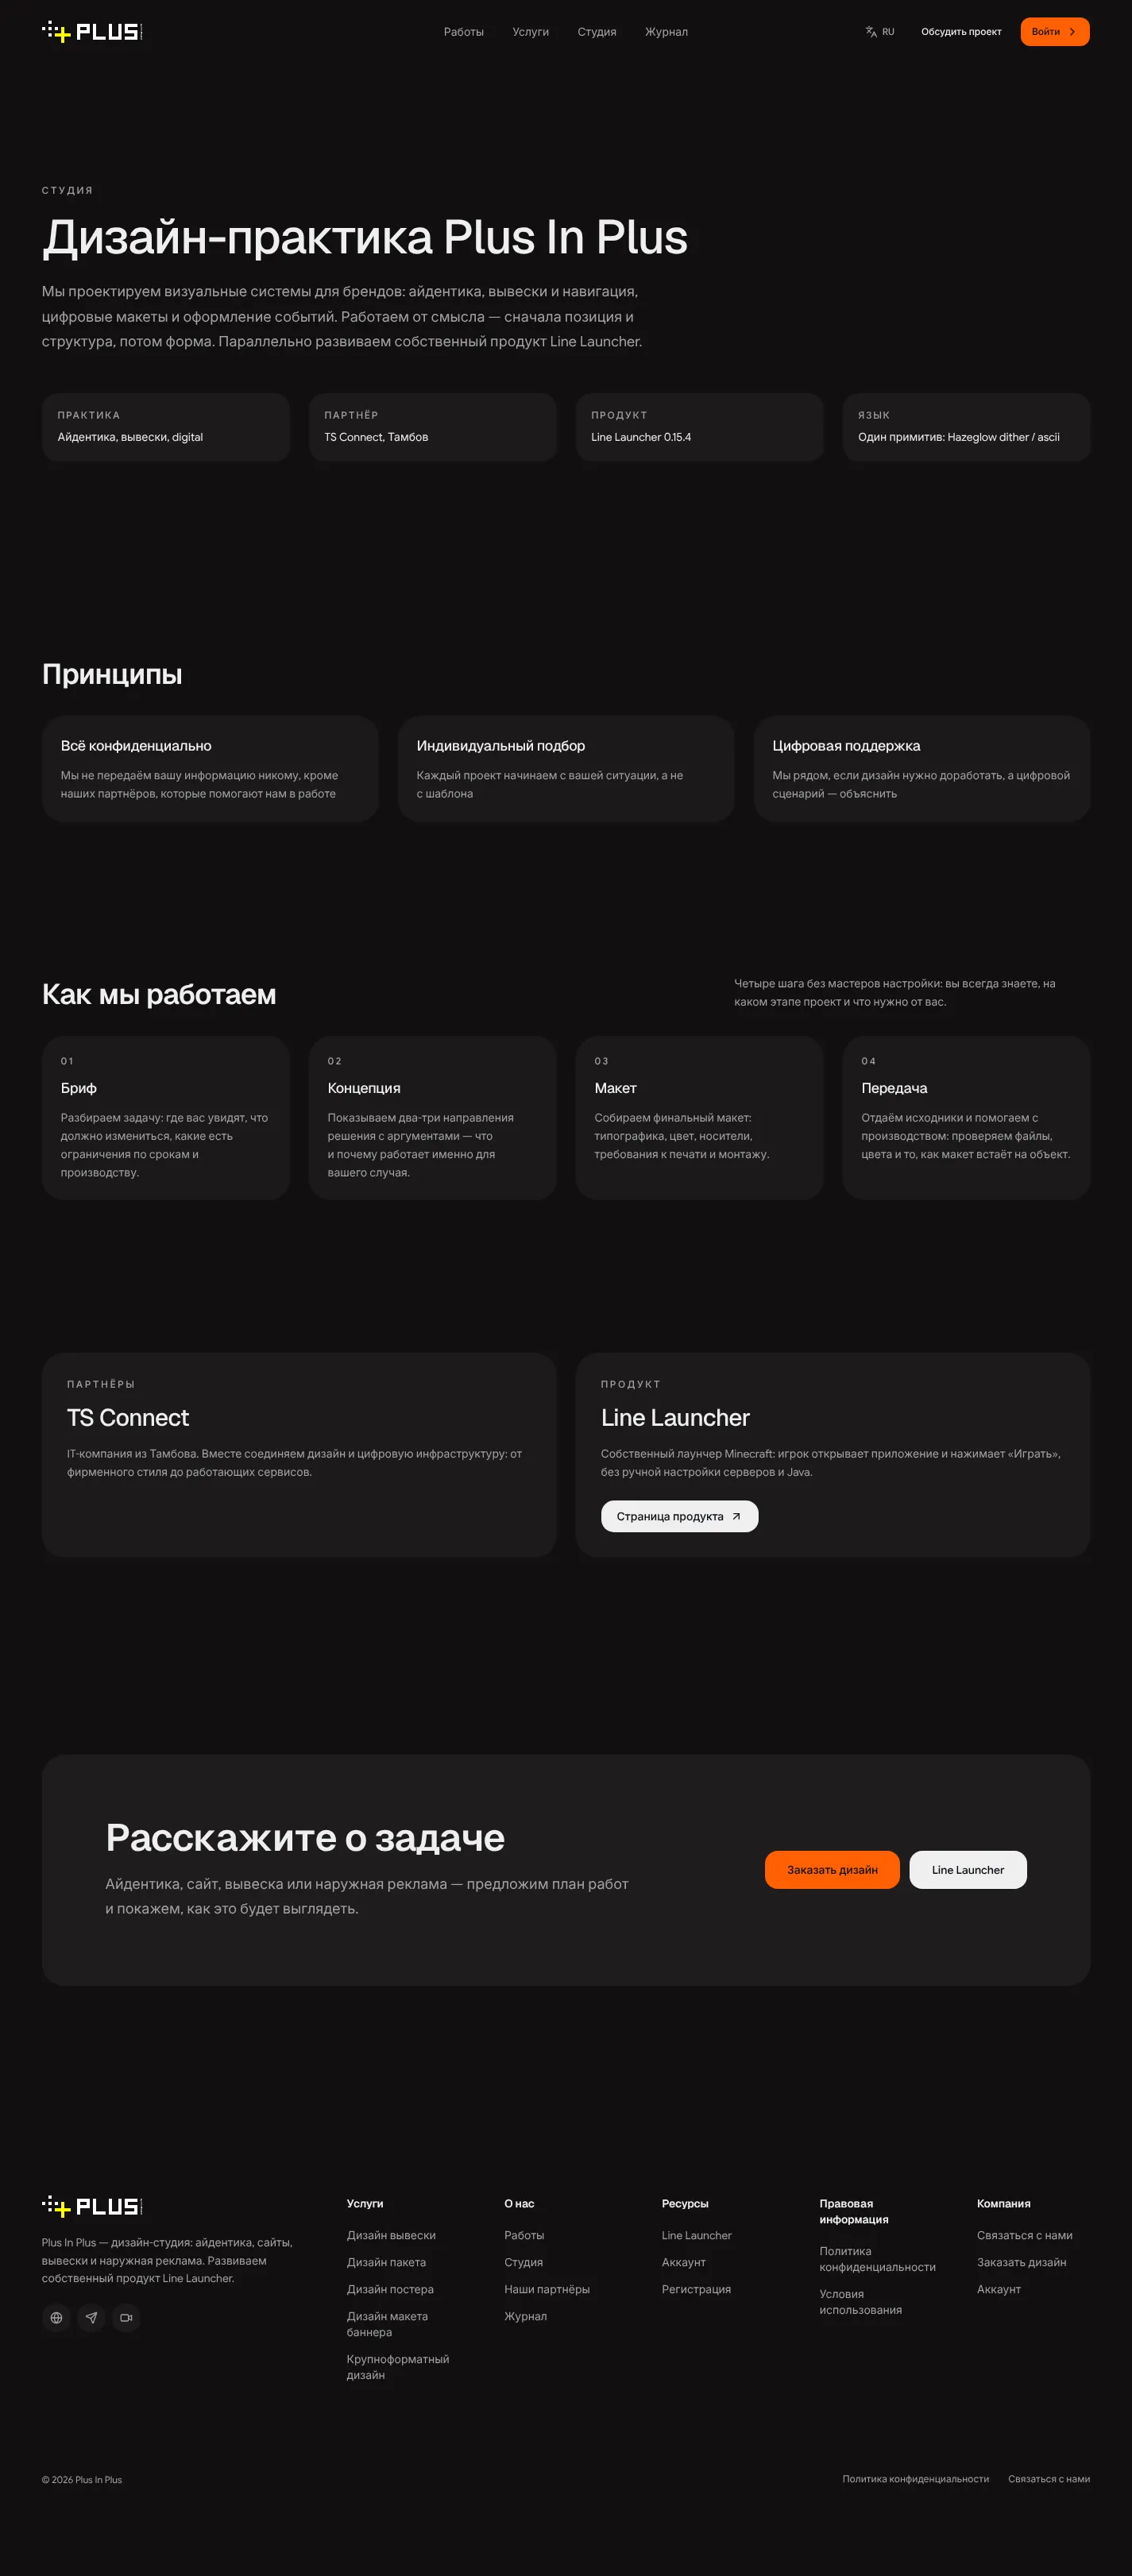 PLUS
Работы
Услуги
Студия
Журнал
RU
Обсудить проект
Войти
СТУДИЯ
Дизайн-практика Plus In Plus
Мы проектируем визуальные системы для брендов: айдентика, вывески и навигация,
цифровые макеты и оформление событий. Работаем от смысла — сначала позиция и
структура, потом форма. Параллельно развиваем собственный продукт Line Launcher.
ПРАКТИКА
Айдентика, вывески, digital
ПАРТНЁР
TS Connect, Тамбов
ПРОДУКТ
Line Launcher 0.15.4
ЯЗЫК
Один примитив: Hazeglow dither / ascii
Принципы
Всё конфиденциально
Мы не передаём вашу информацию никому, кроме
наших партнёров, которые помогают нам в работе
Индивидуальный подбор
Каждый проект начинаем с вашей ситуации, а не
с шаблона
Цифровая поддержка
Мы рядом, если дизайн нужно доработать, а цифровой
сценарий — объяснить
Как мы работаем
Четыре шага без мастеров настройки: вы всегда знаете, на
каком этапе проект и что нужно от вас.
01
Бриф
Разбираем задачу: где вас увидят, что
должно измениться, какие есть
ограничения по срокам и
производству.
02
Концепция
Показываем два-три направления
решения с аргументами — что
и почему работает именно для
вашего случая.
03
Макет
Собираем финальный макет:
типографика, цвет, носители,
требования к печати и монтажу.
04
Передача
Отдаём исходники и помогаем с
производством: проверяем файлы,
цвета и то, как макет встаёт на объект.
ПАРТНЁРЫ
TS Connect
IT-компания из Тамбова. Вместе соединяем дизайн и цифровую инфраструктуру: от
фирменного стиля до работающих сервисов.
ПРОДУКТ
Line Launcher
Собственный лаунчер Minecraft: игрок открывает приложение и нажимает «Играть»,
без ручной настройки серверов и Java.
Страница продукта
Расскажите о задаче
Айдентика, сайт, вывеска или наружная реклама — предложим план работ
и покажем, как это будет выглядеть.
Заказать дизайн
Line Launcher
PLUS
Plus In Plus — дизайн-студия: айдентика, сайты,
вывески и наружная реклама. Развиваем
собственный продукт Line Launcher.
Услуги
Дизайн вывески
Дизайн пакета
Дизайн постера
Дизайн макета
баннера
Крупноформатный
дизайн
О нас
Работы
Студия
Наши партнёры
Журнал
Ресурсы
Line Launcher
Аккаунт
Регистрация
Правовая
информация
Политика
конфиденциальности
Условия
использования
Компания
Связаться с нами
Заказать дизайн
Аккаунт
© 2026 Plus In Plus
Политика конфиденциальности
Связаться с нами